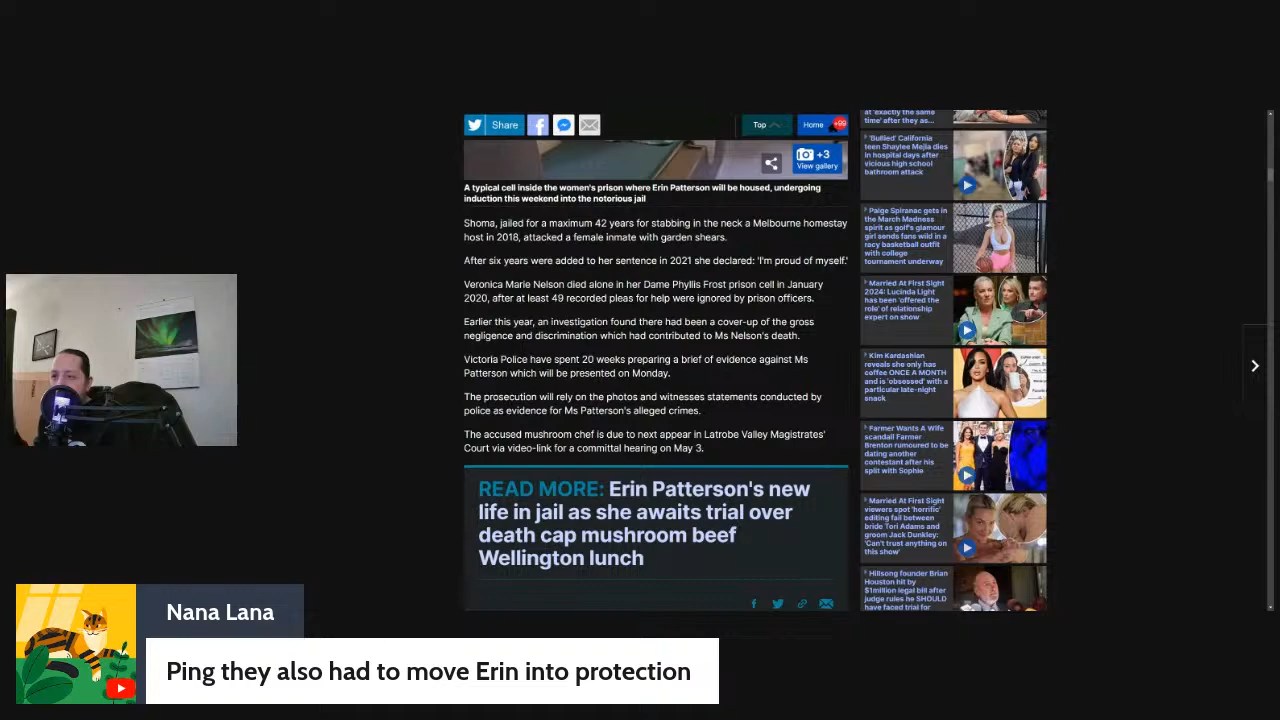 Share
Top
Home
+99
+3
View gallery
A typical cell inside the women's prison where Erin Patterson will be housed, undergoing
induction this weekend into the notorious jail
Shoma, jailed for a maximum 42 years for stabbing in the neck a Melbourne homestay
host in 2018, attacked a female inmate with garden shears.
After six years were added to her sentence in 2021 she declared: 'I'm proud of myself.'
Veronica Marie Nelson died alone in her Dame Phyllis Frost prison cell in January
2020, after at least 49 recorded pleas for help were ignored by prison officers.
Earlier this year, an investigation found there had been a cover-up of the gross
negligence and discrimination which had contributed to Ms Nelson's death.
Victoria Police have spent 20 weeks preparing a brief of evidence against Ms
Patterson which will be presented on Monday.
The prosecution will rely on the photos and witnesses statements conducted by
police as evidence for Ms Patterson's alleged crimes.
The accused mushroom chef is due to next appear in Latrobe Valley Magistrates'
Court via video-link for a committal hearing on May 3.
READ MORE: Erin Patterson's new
life in jail as she awaits trial over
death cap mushroom beef
Wellington lunch
at 'exactly the same
time' after they as...
'Bullied' California
teen Shaylee Mejia dies
in hospital days after
vicious high school
bathroom attack
Paige Spiranac gets in
the March Madness
spirit as golf's glamour
girl sends fans wild in a
racy basketball outfit
with college
tournament underway
Married At First Sight
2024: Lucinda Light
has been 'offered the
role' of relationship
expert on show
Kim Kardashian
reveals she only has
coffee ONCE A MONTH
and is 'obsessed' with a
particular late-night
snack
Farmer Wants A Wife
scandal! Farmer
Brenton rumoured to be
dating another
contestant after his
split with Sophie
Married At First Sight
viewers spot 'horrific'
editing fail between
bride Tori Adams and
groom Jack Dunkley:
'Can't trust anything on
this show'
Hillsong founder Brian
Houston hit by
$1million legal bill after
judge rules he SHOULD
have faced trial for
Nana Lana
Ping they also had to move Erin into protection